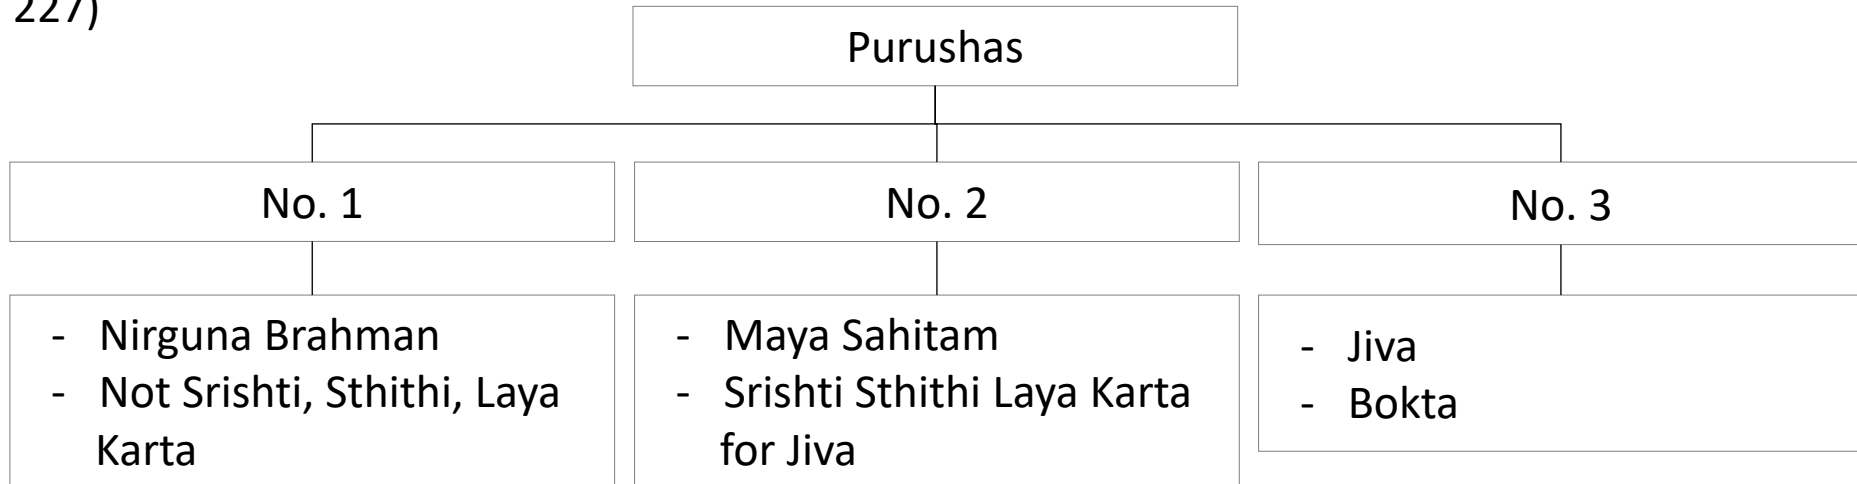 227)
Purushas
No. 1
No. 2
No. 3
- Nirguna Brahman
- Not Srishti, Sthithi, Laya
Karta
- Maya Sahitam
- Srishti Sthithi Laya Karta
for Jiva
- Jiva
- Bokta